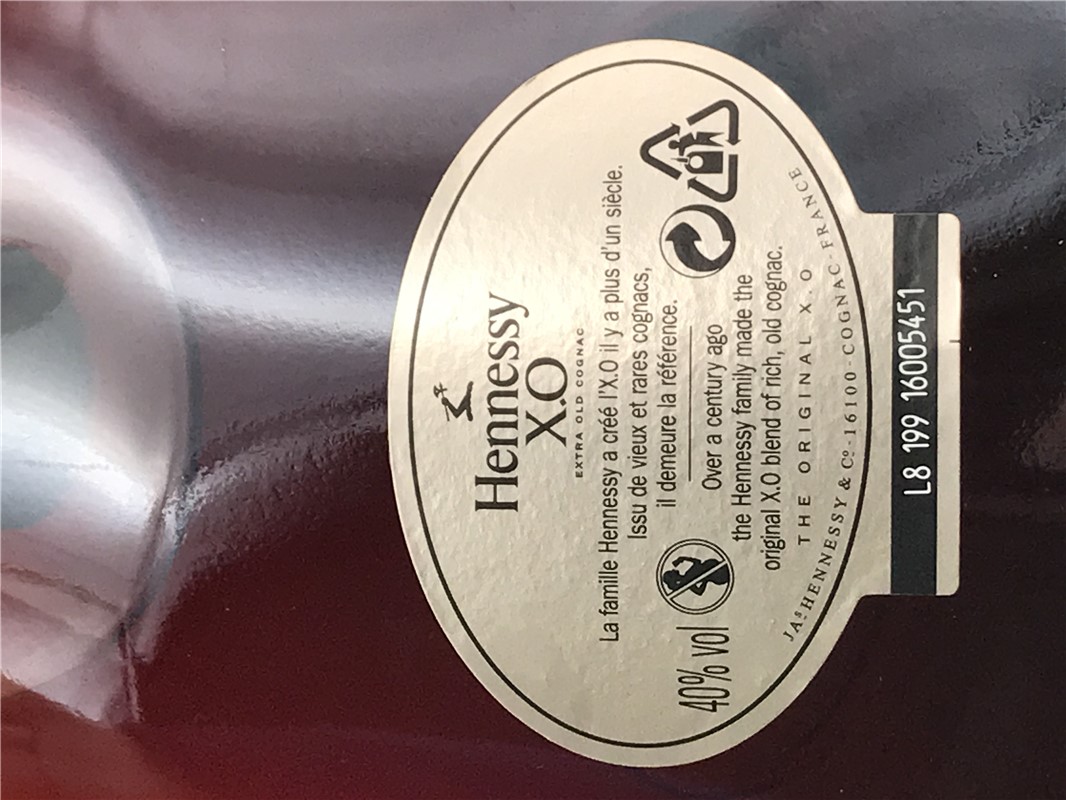 Hennessy
X.O
EXTRA OLD COGNAC
La famille Hennessy a créé l'X.O il y a plus d'un siècle.
Issu de vieux et rares cognacs,
il demeure la référence.
40% vol
Over a century ago
the Hennessy family made the
original X.O blend of rich, old cognac.
THE ORIGINAL X.O
JAˢ HENNESSY & Cº - 16100 - COGNAC - FRANCE
L8 199 16005451